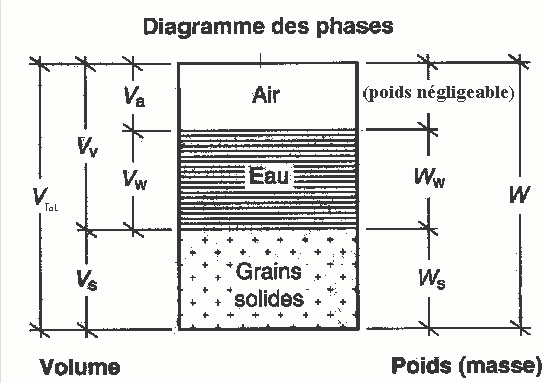 Diagramme des phases
Va
Air
(poids négligeable)
Vv
Vw
Eau
Ww
VToL
W
Vs
Grains
solides
Ws
Volume
Poids (masse)